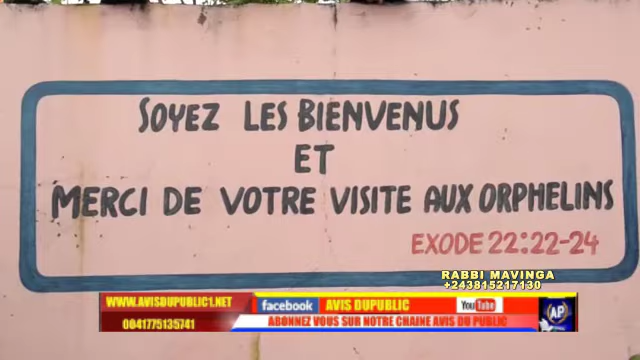 SOYEZ LES BIENVENUS
ET
MERCI DE VOTRE VISITE AUX ORPHELINS
EXODE 22:22-24
RABBI MAVINGA
+243815217130
WWW.AVISDUPUBLIC1.NET
facebook AVIS DUPUBLIC YouTube
0041775135741
ABONNEZ VOUS SUR NOTRE CHAINE AVIS DU PUBLIC
AP